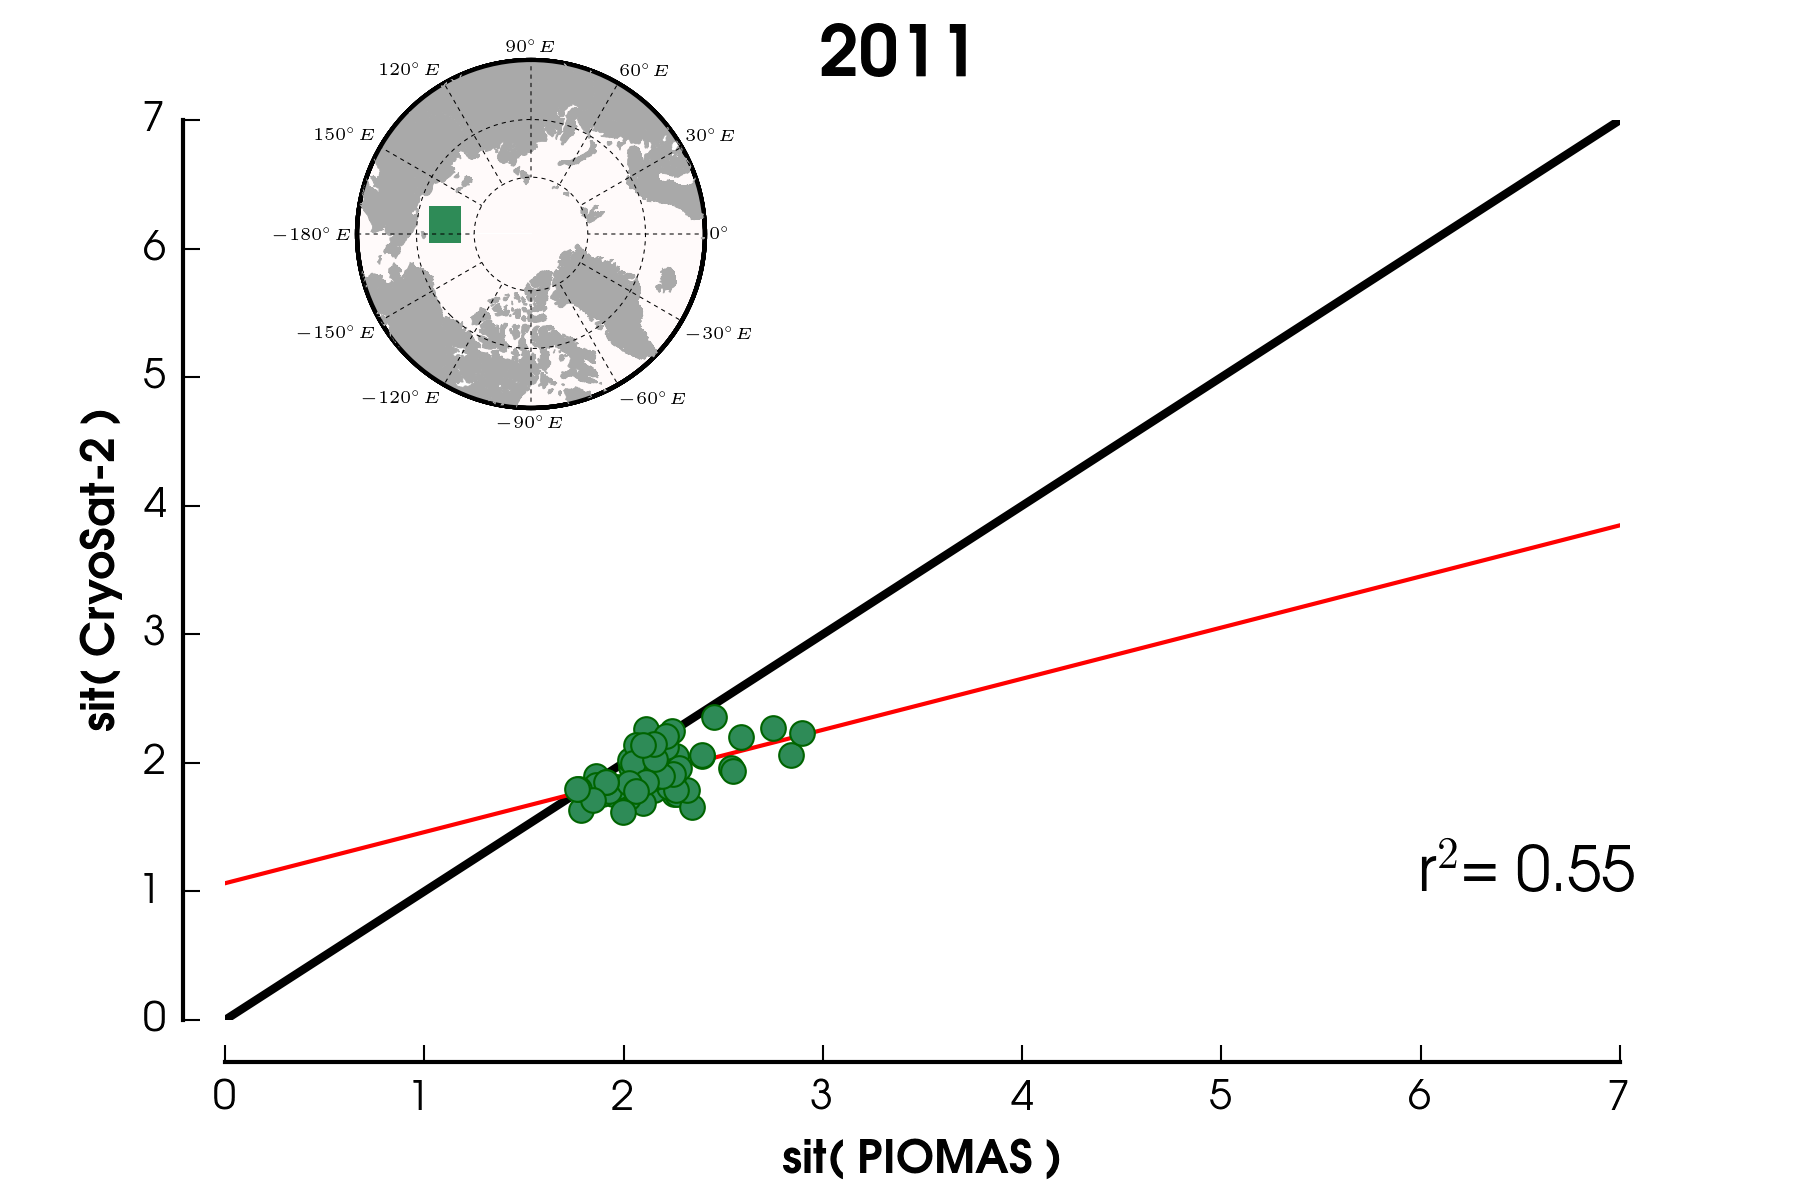 2011
90° E
120° E
60° E
150° E
30° E
−180° E
0°
−150° E
−30° E
−120° E
−60° E
−90° E
7
6
5
4
3
2
1
0
sit( CryoSat-2 )
r²= 0.55
0 1 2 3 4 5 6 7
sit( PIOMAS )